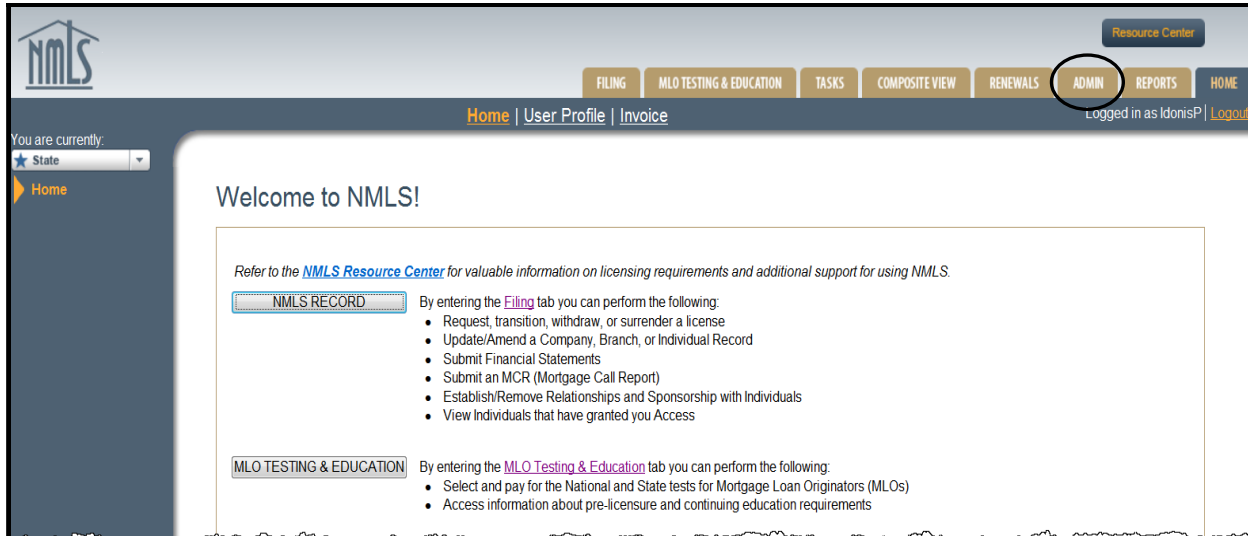 NMLS
Resource Center
FILING MLO TESTING & EDUCATION TASKS COMPOSITE VIEW RENEWALS ADMIN REPORTS HOME
Home | User Profile | Invoice
Logged in as IdonisP | Logout
You are currently:
State
Home
Welcome to NMLS!
Refer to the NMLS Resource Center for valuable information on licensing requirements and additional support for using NMLS.
NMLS RECORD
By entering the Filing tab you can perform the following:
• Request, transition, withdraw, or surrender a license
• Update/Amend a Company, Branch, or Individual Record
• Submit Financial Statements
• Submit an MCR (Mortgage Call Report)
• Establish/Remove Relationships and Sponsorship with Individuals
• View Individuals that have granted you Access
MLO TESTING & EDUCATION
By entering the MLO Testing & Education tab you can perform the following:
• Select and pay for the National and State tests for Mortgage Loan Originators (MLOs)
• Access information about pre-licensure and continuing education requirements